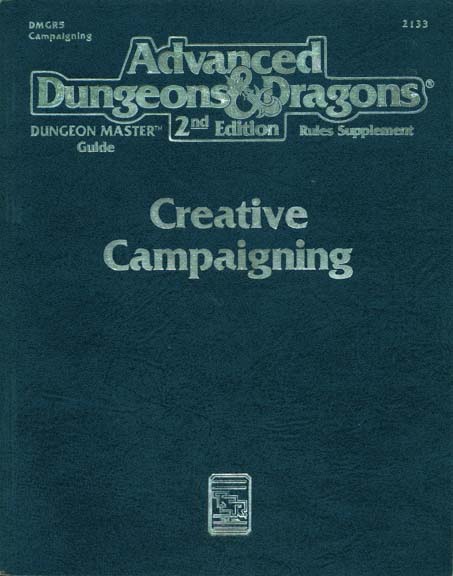 DMGR5
Campaigning
2133
Advanced
Dungeons & Dragons®
2nd Edition
DUNGEON MASTER™
Guide
Rules Supplement
Creative
Campaigning
TSR